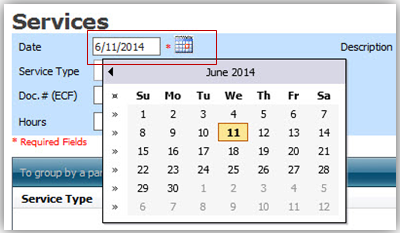 Services
Date 6/11/2014 * Description
Service Type
Doc.# (ECF)
Hours
* Required Fields
To group by a par
Service Type
June 2014
× Su Mo Tu We Th Fr Sa
» 1 2 3 4 5 6 7
» 8 9 10 11 12 13 14
» 15 16 17 18 19 20 21
» 22 23 24 25 26 27 28
» 29 30 1 2 3 4 5
» 6 7 8 9 10 11 12